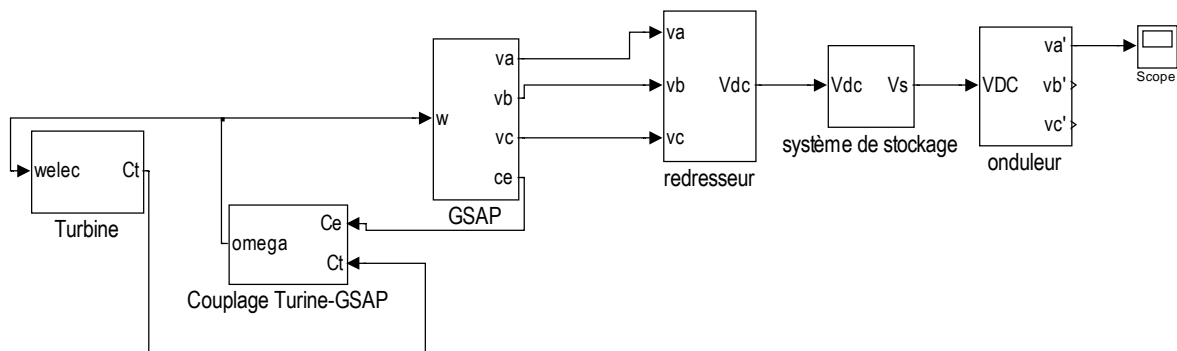 va
vb
vc
ce
w
GSAP
va
vb
vc
Vdc
redresseur
Vdc
Vs
système de stockage
VDC
va'
vb'
vc'
onduleur
Scope
welec
Ct
Turbine
omega
Ce
Ct
Couplage Turine-GSAP